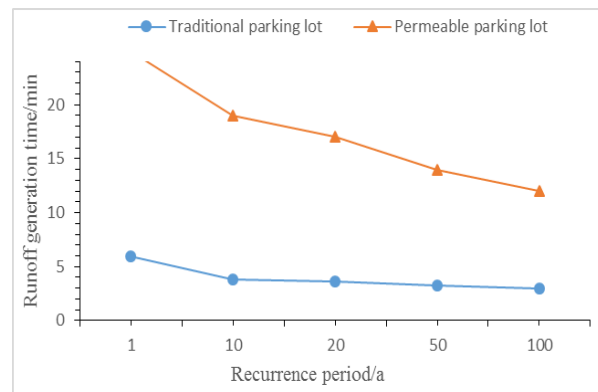 Traditional parking lot Permeable parking lot
Runoff generation time/min
20
15
10
5
0
1 10 20 50 100
Recurrence period/a